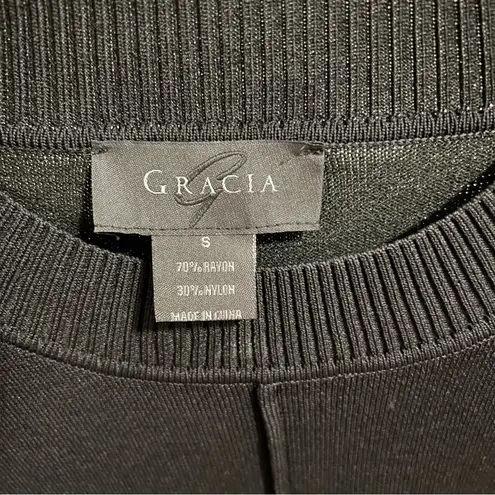 GRACIA
S
70% RAYON
30% NYLON
MADE IN CHINA